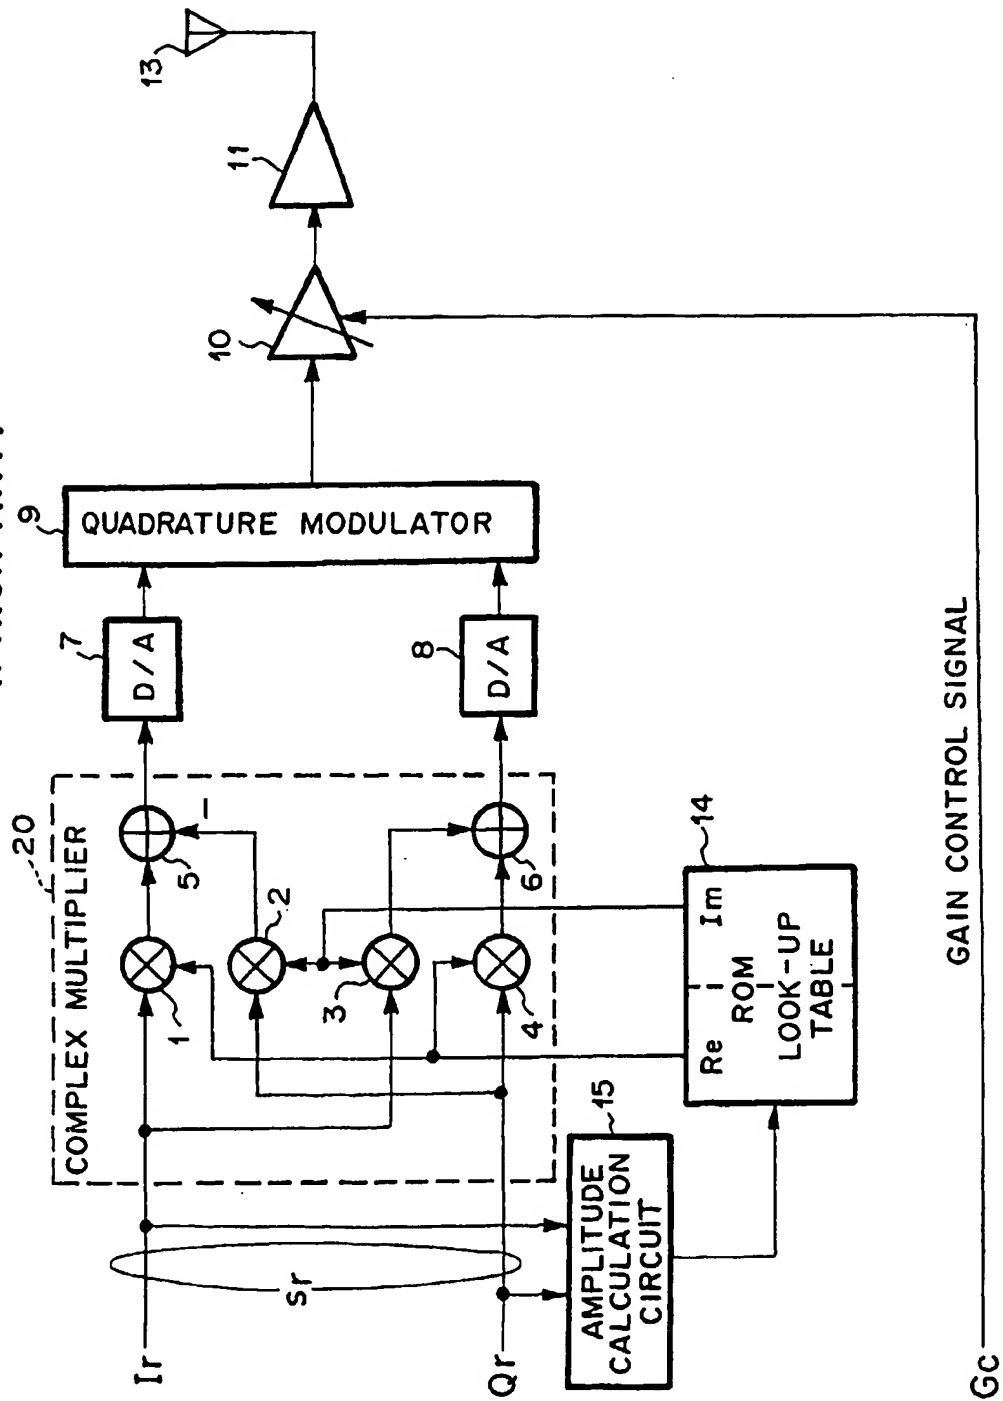 20
COMPLEX MULTIPLIER
Ir
sr
Qr
1
2
3
4
5
6
–
7
D/A
8
D/A
9
QUADRATURE MODULATOR
10
11
13
15
AMPLITUDE
CALCULATION
CIRCUIT
14
Re
Im
ROM
LOOK-UP
TABLE
Gc
GAIN CONTROL SIGNAL